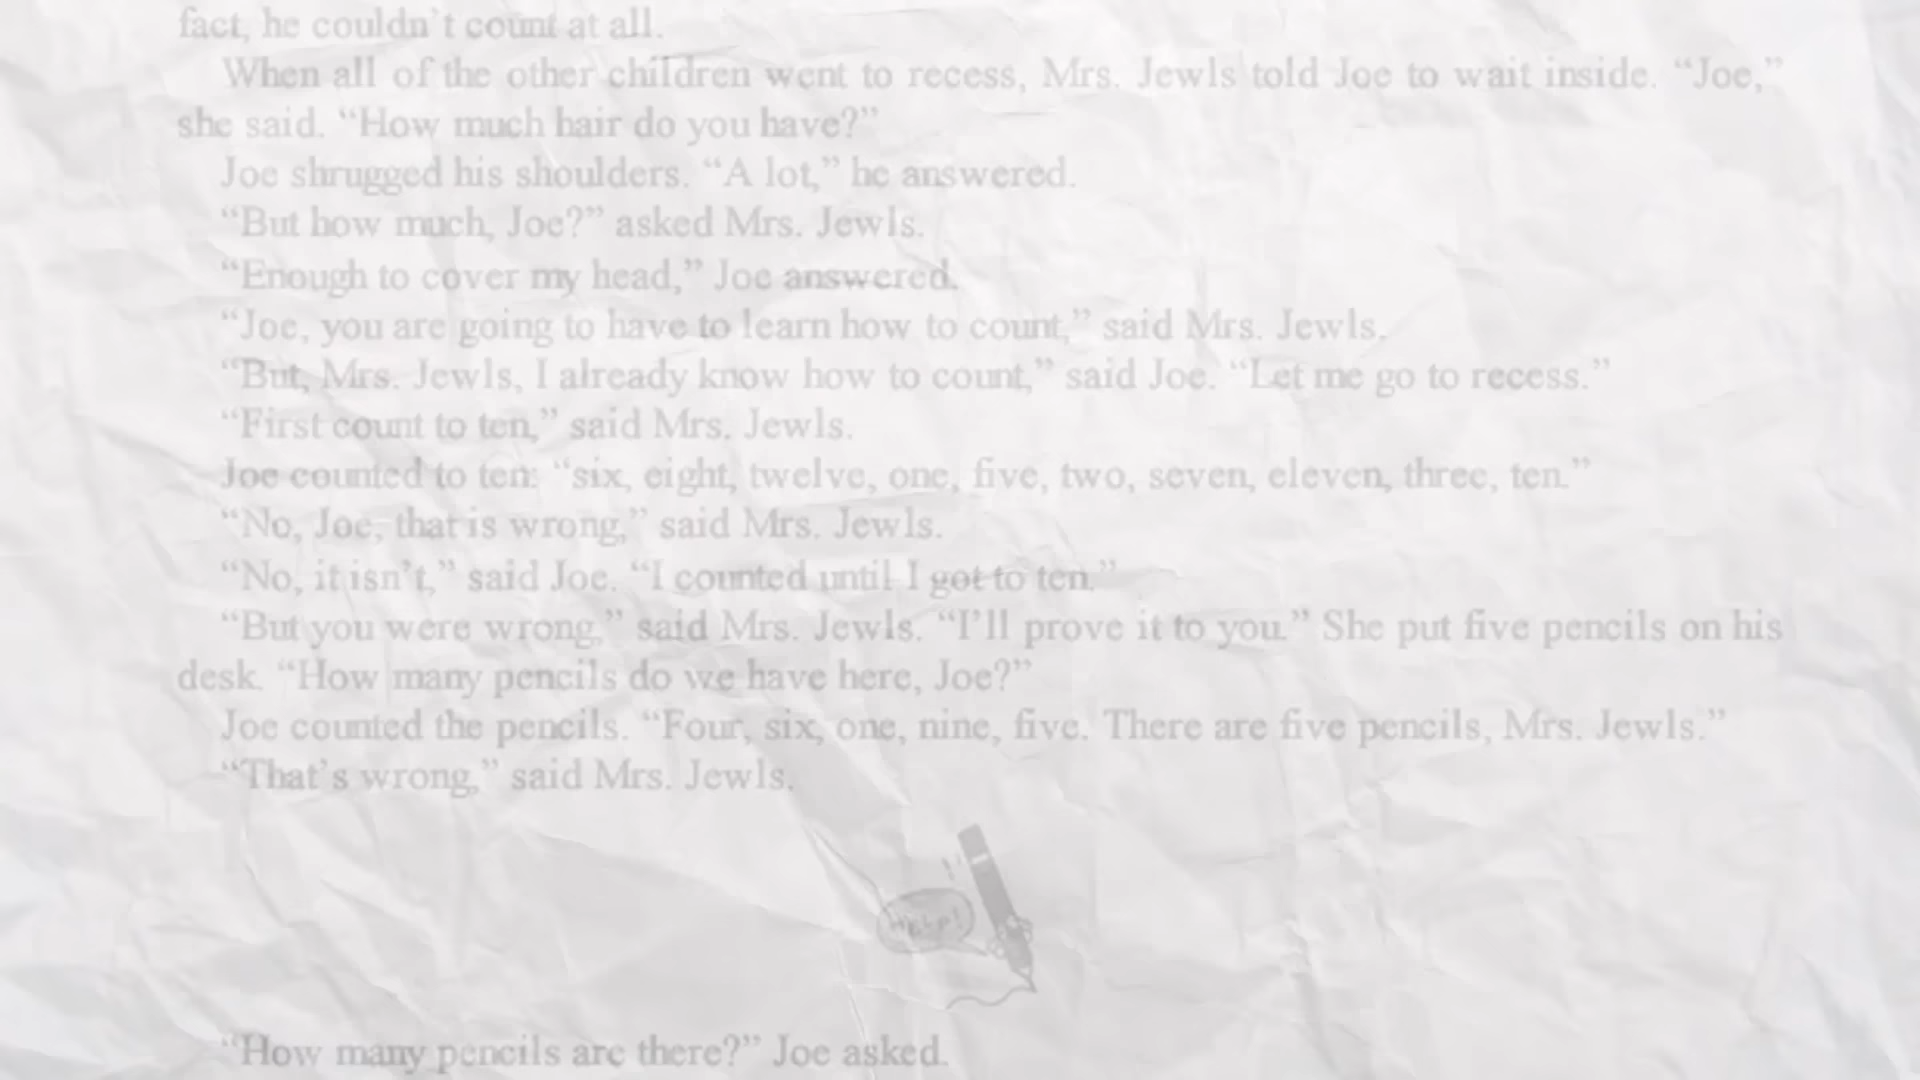 fact, he couldn’t count at all.
When all of the other children went to recess, Mrs. Jewls told Joe to wait inside. “Joe,”
she said. “How much hair do you have?”
Joe shrugged his shoulders. “A lot,” he answered.
“But how much, Joe?” asked Mrs. Jewls.
“Enough to cover my head,” Joe answered.
“Joe, you are going to have to learn how to count,” said Mrs. Jewls.
“But, Mrs. Jewls, I already know how to count,” said Joe. “Let me go to recess.”
“First count to ten,” said Mrs. Jewls.
Joe counted to ten: “six, eight, twelve, one, five, two, seven, eleven, three, ten.”
“No, Joe, that is wrong,” said Mrs. Jewls.
“No, it isn’t,” said Joe. “I counted until I got to ten.”
“But you were wrong,” said Mrs. Jewls. “I’ll prove it to you.” She put five pencils on his
desk. “How many pencils do we have here, Joe?”
Joe counted the pencils. “Four, six, one, nine, five. There are five pencils, Mrs. Jewls.”
“That’s wrong,” said Mrs. Jewls.
Help!
“How many pencils are there?” Joe asked.